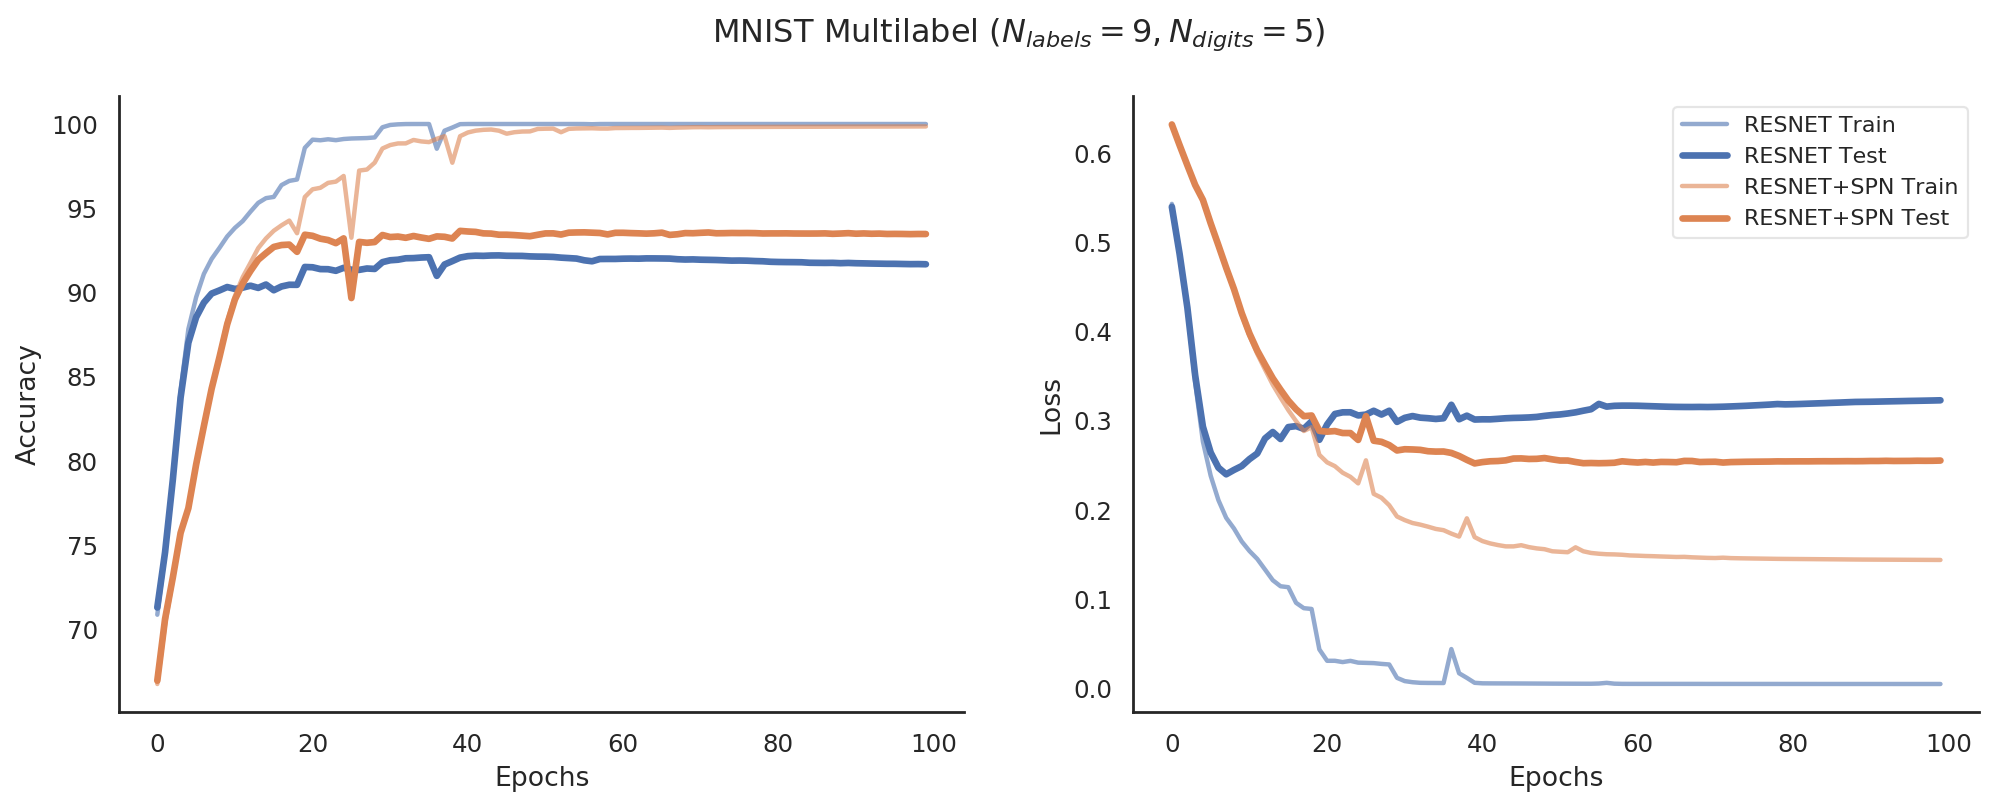 MNIST Multilabel (N_labels = 9, N_digits = 5)
Accuracy
100
95
90
85
80
75
70
0 20 40 60 80 100
Epochs
Loss
0.6
0.5
0.4
0.3
0.2
0.1
0.0
0 20 40 60 80 100
Epochs
RESNET Train
RESNET Test
RESNET+SPN Train
RESNET+SPN Test